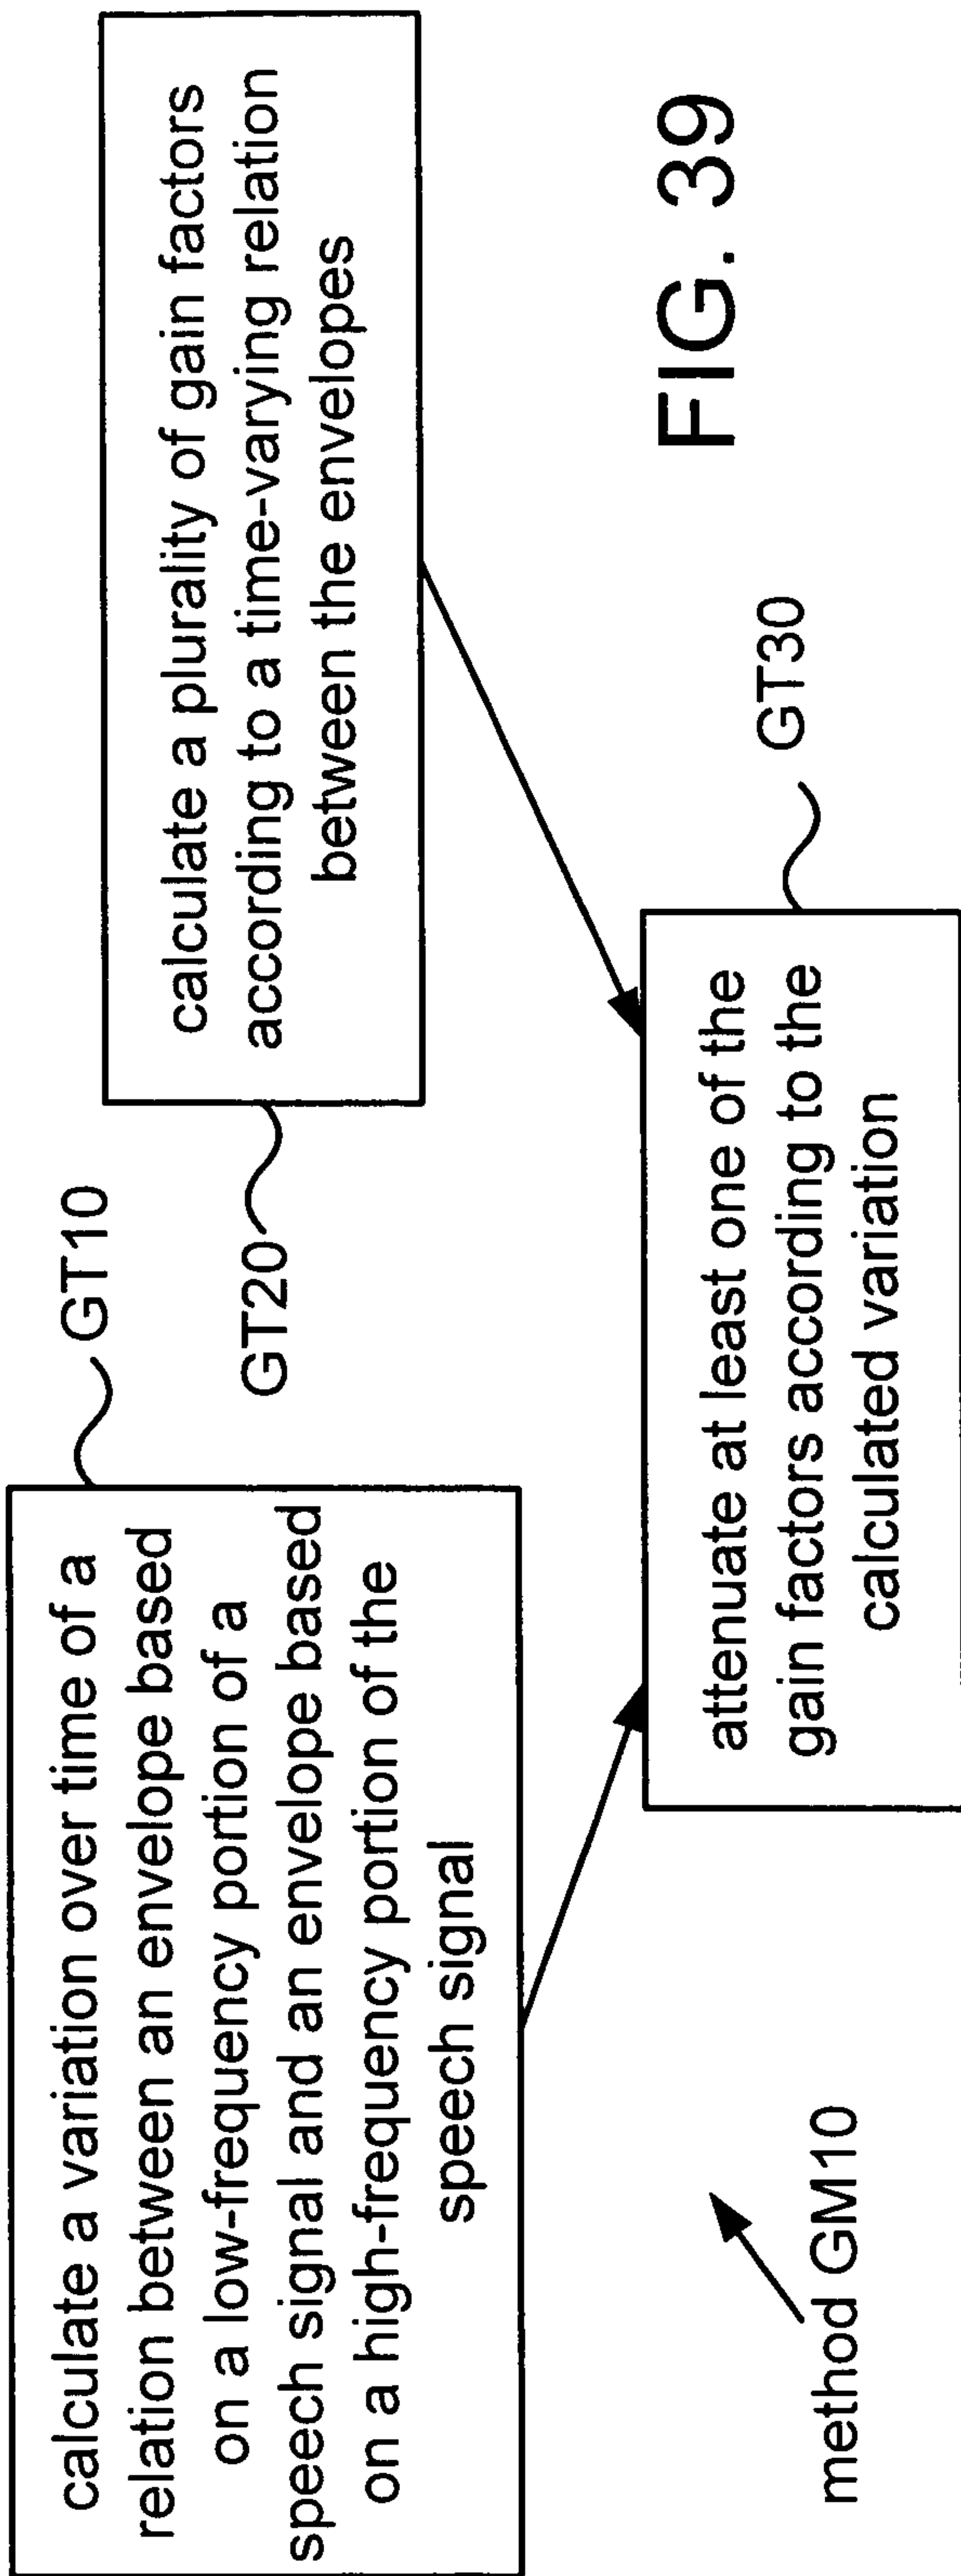 calculate a variation over time of a
relation between an envelope based
on a low-frequency portion of a
speech signal and an envelope based
on a high-frequency portion of the
speech signal
GT10
calculate a plurality of gain factors
according to a time-varying relation
between the envelopes
GT20
attenuate at least one of the
gain factors according to the
calculated variation
GT30
method GM10
FIG. 39